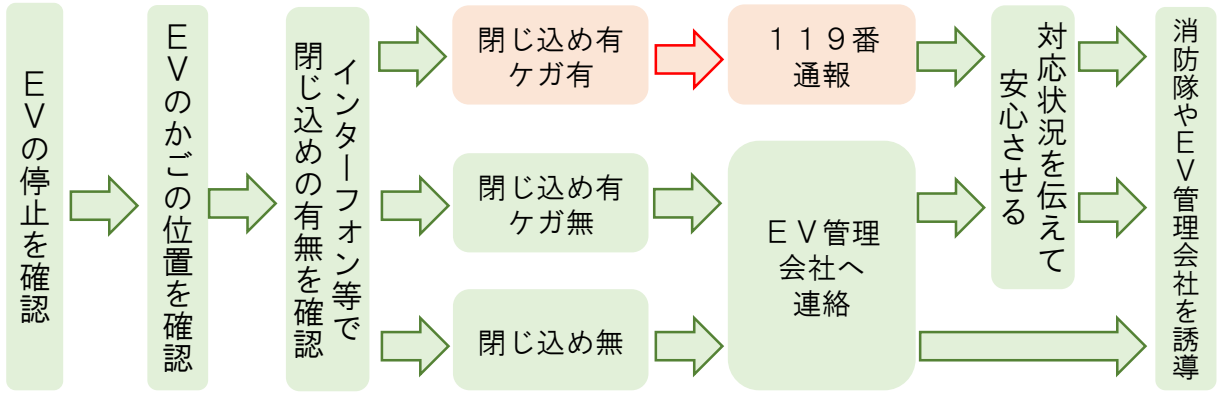 ＥＶの停止を確認
ＥＶのかごの位置を確認
インターフォン等で
閉じ込めの有無を確認
閉じ込め有
ケガ有
１１９番
通報
閉じ込め有
ケガ無
閉じ込め無
ＥＶ管理
会社へ
連絡
対応状況を伝えて
安心させる
消防隊やＥＶ管理会社を誘導